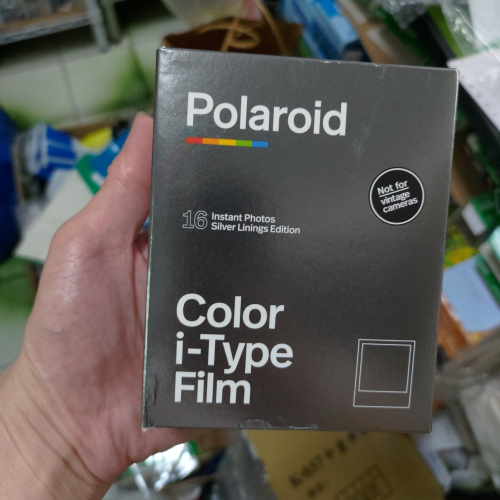 Polaroid
Not for
vintage
cameras
16 Instant Photos
Silver Linings Edition
Color
i-Type
Film